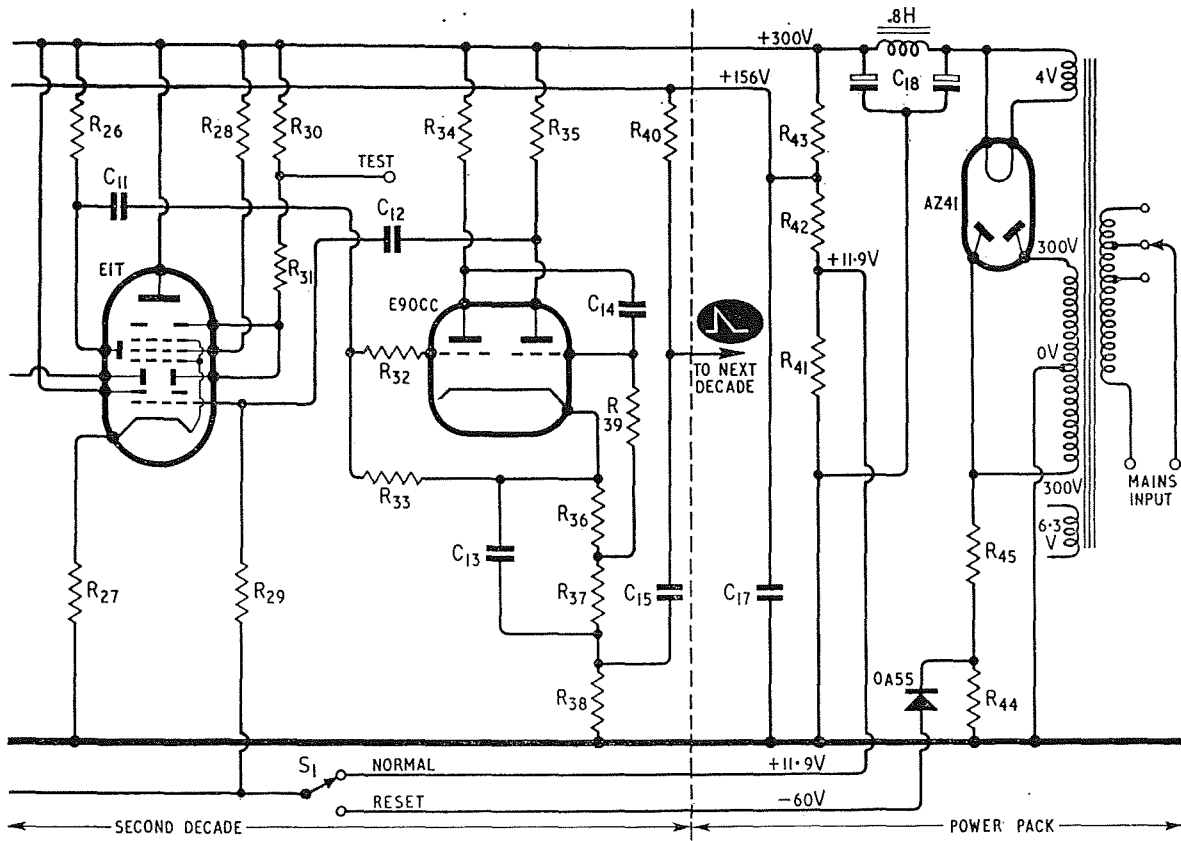 .8H
+300V
+156V
4V
C18
R26
R28
R30
R34
R35
R40
R43
TEST
C11
C12
R42
AZ41
300V
E1T
R31
+11·9V
E90CC
C14
R32
TO NEXT
DECADE
R41
0V
R
39
R33
300V
MAINS
INPUT
R36
6·3
V
C13
R45
R27
R29
R37
C15
C17
OA55
R44
R38
S1
NORMAL
+11·9V
RESET
−60V
SECOND DECADE
POWER PACK